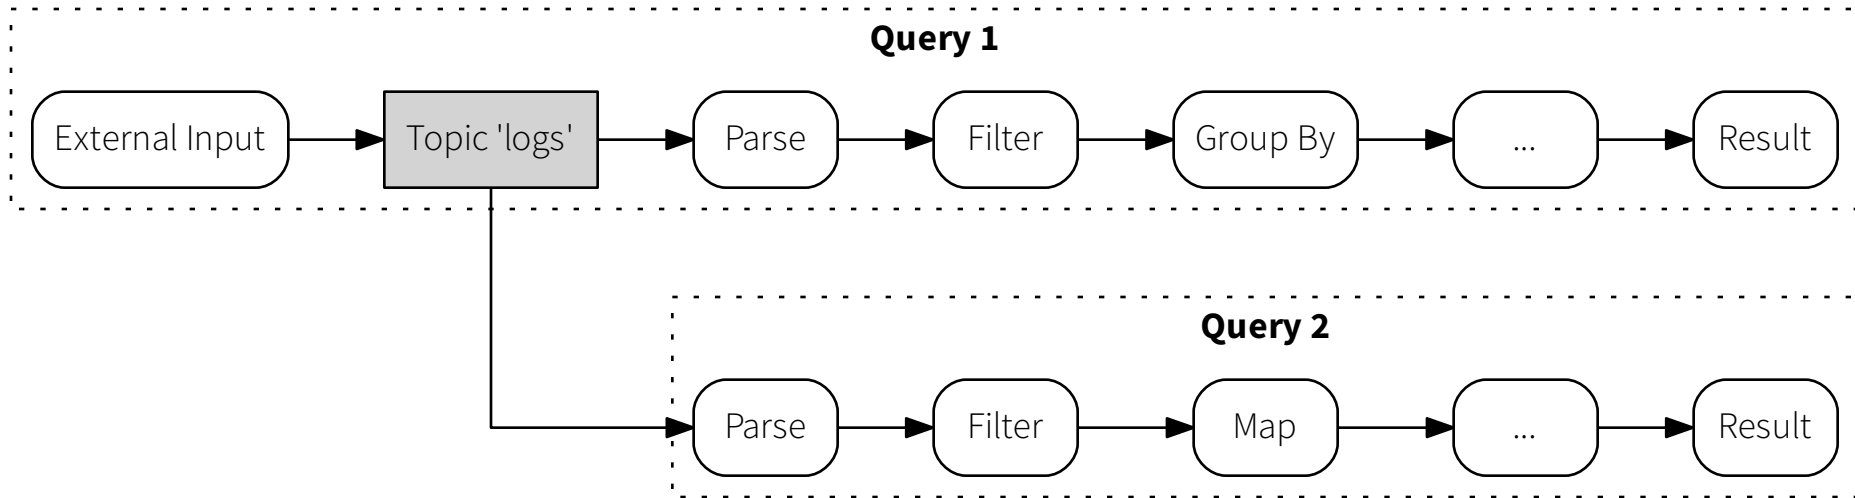 Query 1
External Input
Topic 'logs'
Parse
Filter
Group By
...
Result
Query 2
Parse
Filter
Map
...
Result